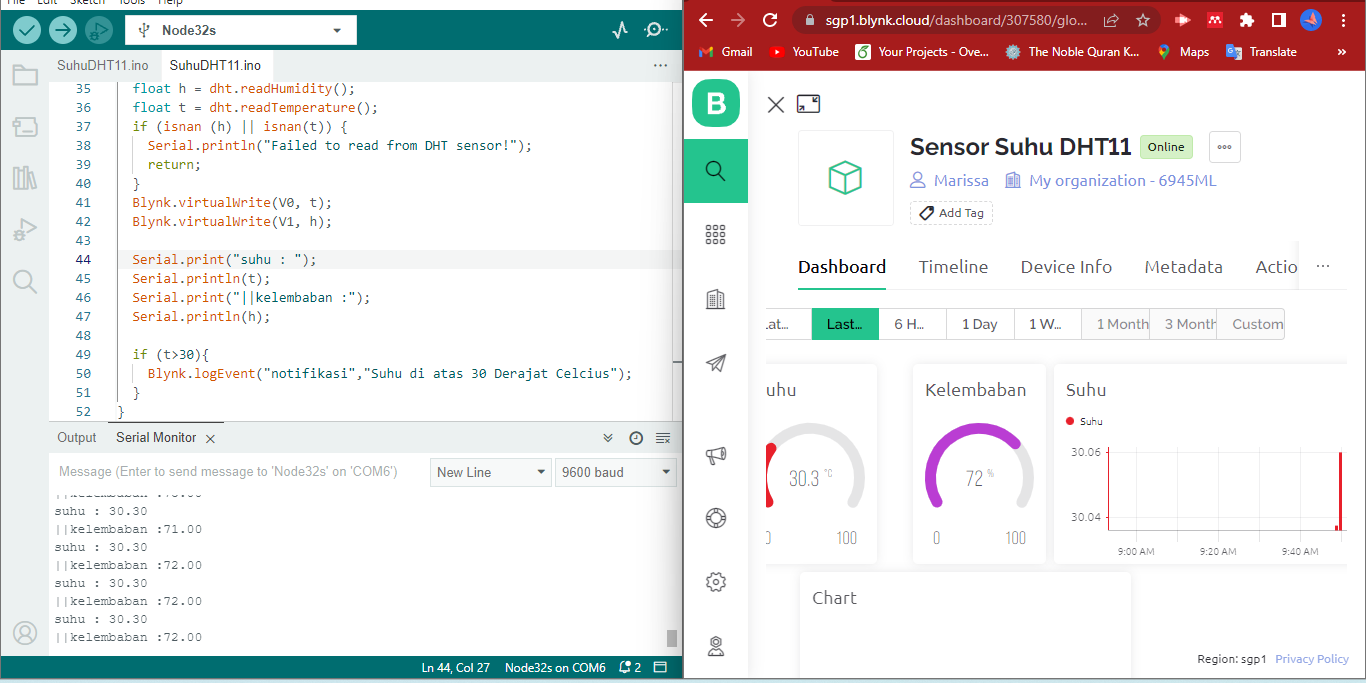 File Edit Sketch Tools Help
Node32s
SuhuDHT11.ino
SuhuDHT11.ino
35 float h = dht.readHumidity();
36 float t = dht.readTemperature();
37 if (isnan (h) || isnan(t)) {
38 Serial.println("Failed to read from DHT sensor!");
39 return;
40 }
41 Blynk.virtualWrite(V0, t);
42 Blynk.virtualWrite(V1, h);
43
44 Serial.print("suhu : ");
45 Serial.println(t);
46 Serial.print("||kelembaban :");
47 Serial.println(h);
48
49 if (t>30){
50 Blynk.logEvent("notifikasi","Suhu di atas 30 Derajat Celcius");
51 }
52 }
Output Serial Monitor
Message (Enter to send message to 'Node32s' on 'COM6')
New Line
9600 baud
||kelembaban
suhu : 30.30
||kelembaban :71.00
suhu : 30.30
||kelembaban :72.00
suhu : 30.30
||kelembaban :72.00
suhu : 30.30
||kelembaban :72.00
Ln 44, Col 27 Node32s on COM6 2
sgp1.blynk.cloud/dashboard/307580/glo...
Gmail YouTube Your Projects - Ove... The Noble Quran K... Maps Translate »
B
Sensor Suhu DHT11 Online
Marissa My organization - 6945ML
Add Tag
Dashboard Timeline Device Info Metadata Actio
.at... Last... 6 H... 1 Day 1 W... 1 Month 3 Month Custom
uhu
30.3 °C
0 100
Kelembaban
72 %
0 100
Suhu
Suhu
30.06
30.04
9:00 AM 9:20 AM 9:40 AM
Chart
Region: sgp1 Privacy Policy